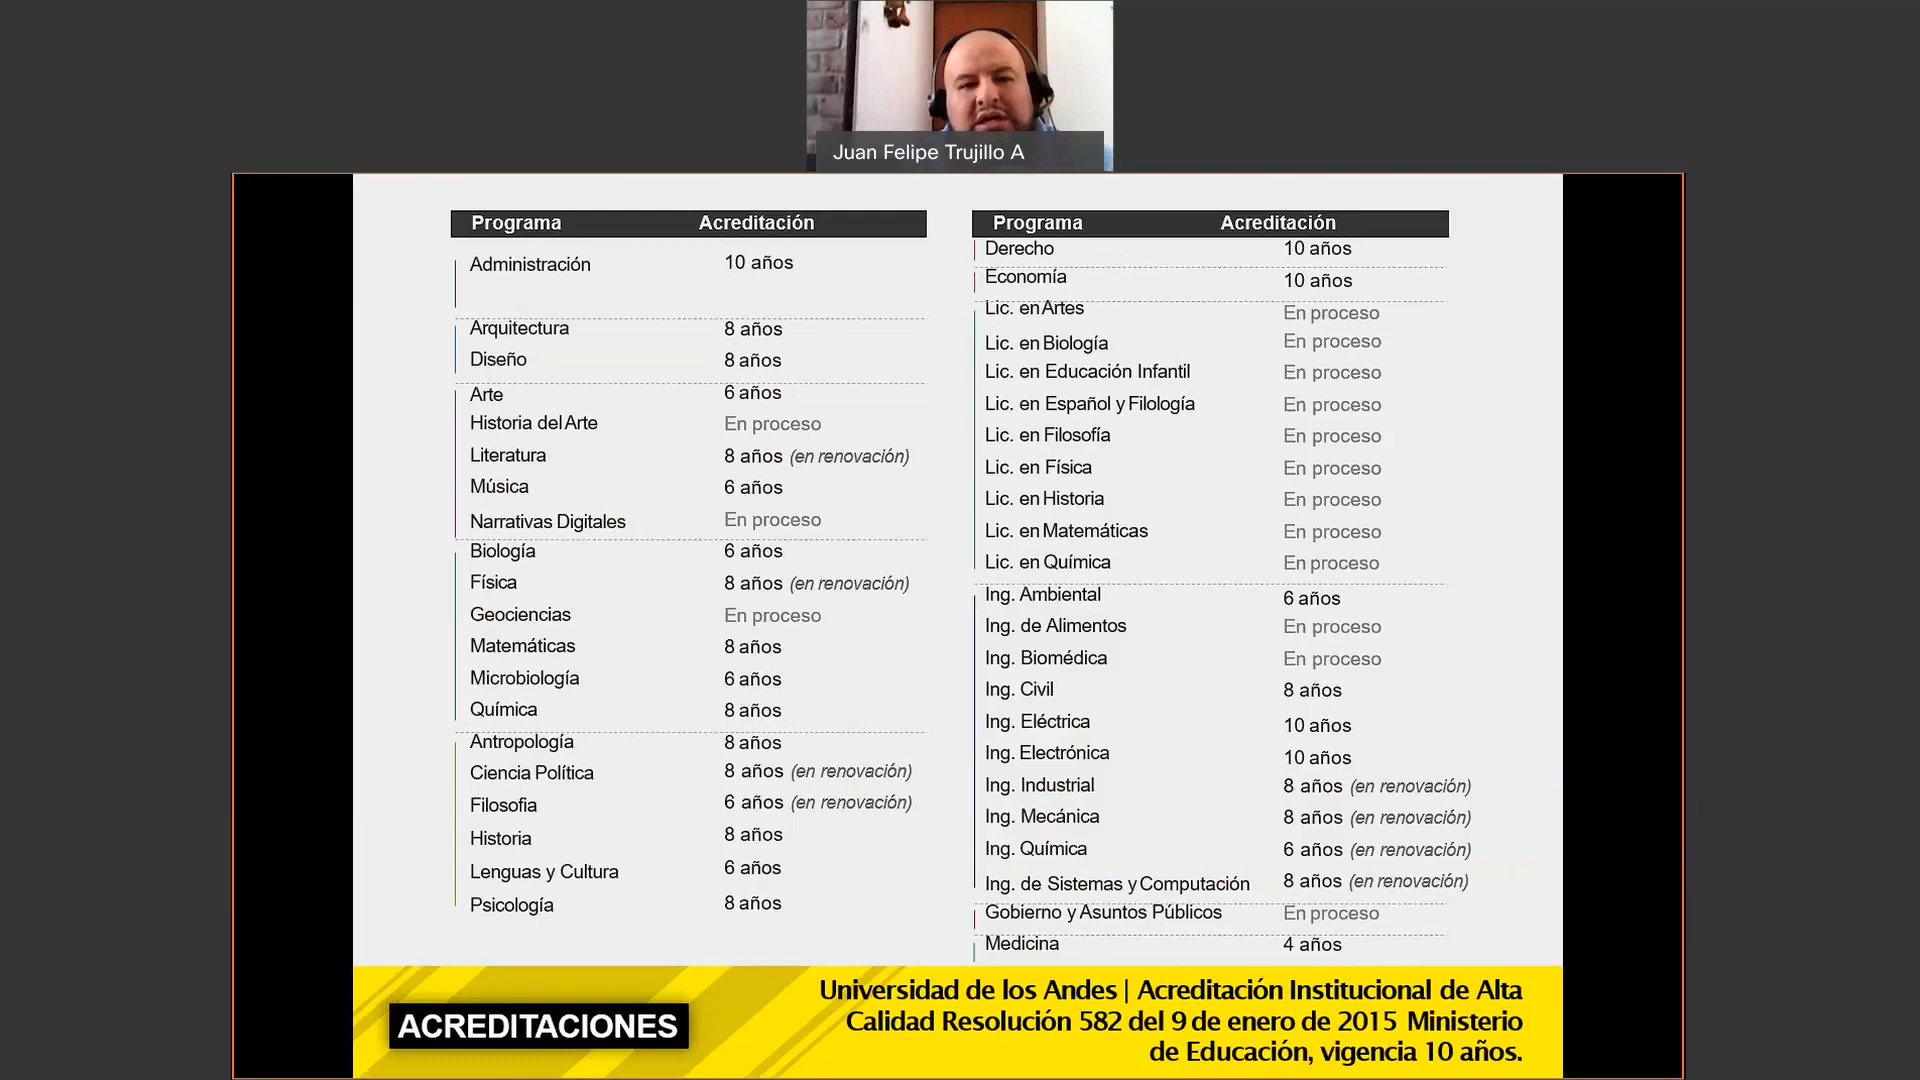 Juan Felipe Trujillo A
Programa Acreditación
Administración 10 años
Arquitectura 8 años
Diseño 8 años
Arte 6 años
Historia del Arte En proceso
Literatura 8 años (en renovación)
Música 6 años
Narrativas Digitales En proceso
Biología 6 años
Física 8 años (en renovación)
Geociencias En proceso
Matemáticas 8 años
Microbiología 6 años
Química 8 años
Antropología 8 años
Ciencia Política 8 años (en renovación)
Filosofia 6 años (en renovación)
Historia 8 años
Lenguas y Cultura 6 años
Psicología 8 años
Programa Acreditación
Derecho 10 años
Economía 10 años
Lic. en Artes En proceso
Lic. en Biología En proceso
Lic. en Educación Infantil En proceso
Lic. en Español y Filología En proceso
Lic. en Filosofía En proceso
Lic. en Física En proceso
Lic. en Historia En proceso
Lic. en Matemáticas En proceso
Lic. en Química En proceso
Ing. Ambiental 6 años
Ing. de Alimentos En proceso
Ing. Biomédica En proceso
Ing. Civil 8 años
Ing. Eléctrica 10 años
Ing. Electrónica 10 años
Ing. Industrial 8 años (en renovación)
Ing. Mecánica 8 años (en renovación)
Ing. Química 6 años (en renovación)
Ing. de Sistemas y Computación 8 años (en renovación)
Gobierno y Asuntos Públicos En proceso
Medicina 4 años
ACREDITACIONES
Universidad de los Andes | Acreditación Institucional de Alta
Calidad Resolución 582 del 9 de enero de 2015 Ministerio
de Educación, vigencia 10 años.